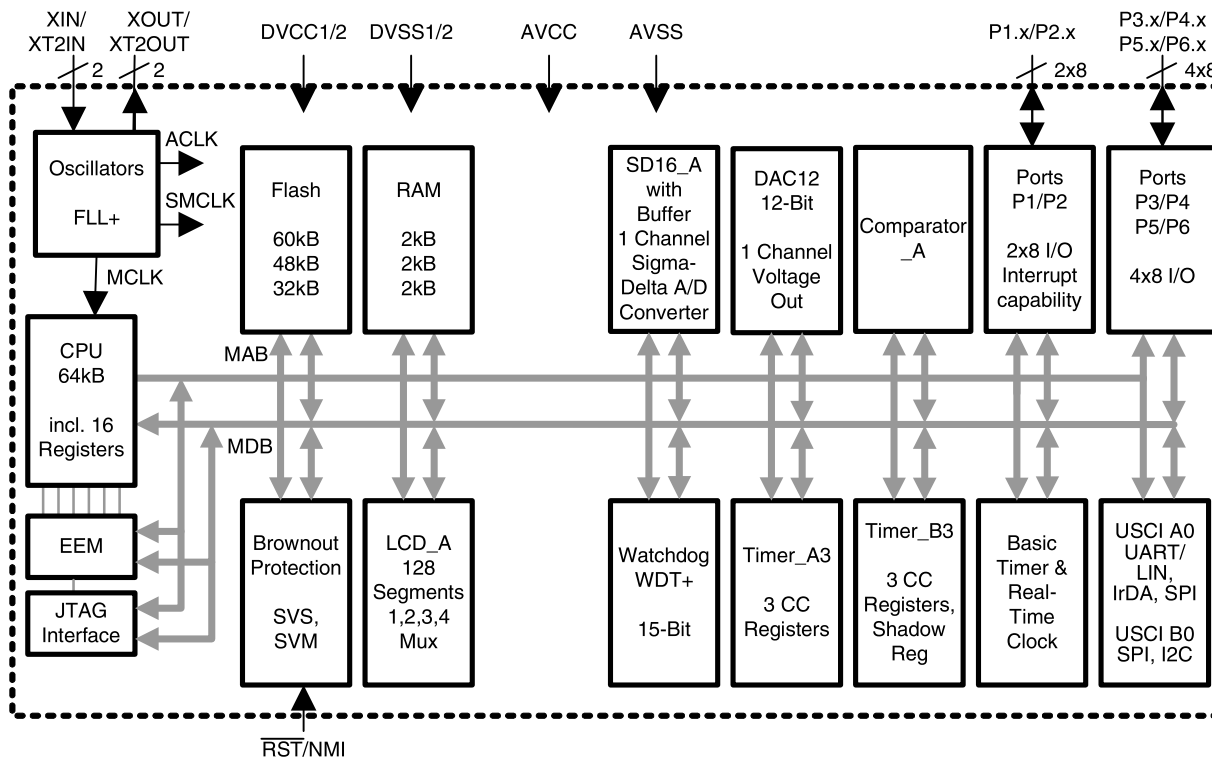 XIN/
XT2IN
XOUT/
XT2OUT
DVCC1/2
DVSS1/2
AVCC
AVSS
P1.x/P2.x
P3.x/P4.x
P5.x/P6.x
2
2
2x8
4x8
Oscillators
FLL+
ACLK
SMCLK
MCLK
Flash
60kB
48kB
32kB
RAM
2kB
2kB
2kB
SD16_A
with
Buffer
1 Channel
Sigma-
Delta A/D
Converter
DAC12
12-Bit
1 Channel
Voltage
Out
Comparator
_A
Ports
P1/P2
2x8 I/O
Interrupt
capability
Ports
P3/P4
P5/P6
4x8 I/O
CPU
64kB
incl. 16
Registers
MAB
MDB
EEM
JTAG
Interface
Brownout
Protection
SVS,
SVM
LCD_A
128
Segments
1,2,3,4
Mux
Watchdog
WDT+
15-Bit
Timer_A3
3 CC
Registers
Timer_B3
3 CC
Registers,
Shadow
Reg
Basic
Timer &
Real-
Time
Clock
USCI A0
UART/
LIN,
IrDA, SPI
USCI B0
SPI, I2C
RST/NMI